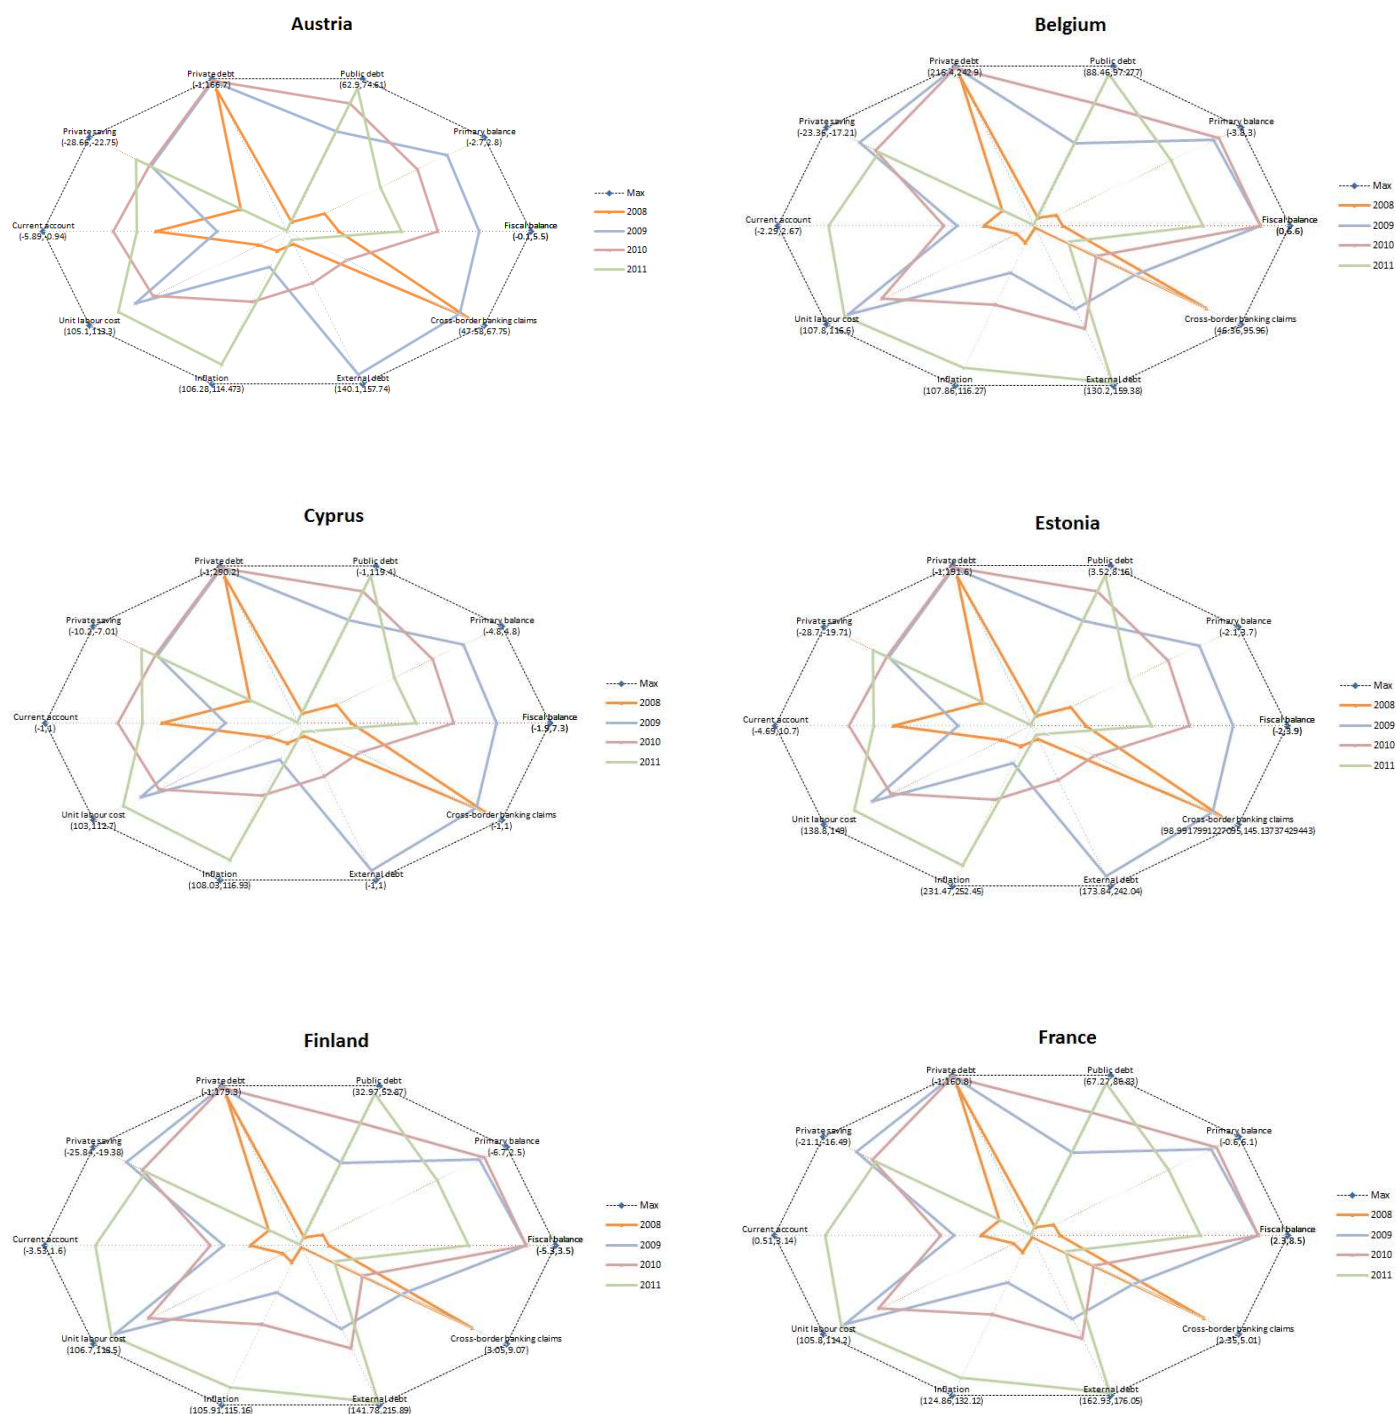 Austria
Private debt
(-1,166.7)
Public debt
(62.9,74.61)
Private saving
(-28.66,-22.75)
Primary balance
(-2.7,2.8)
Current account
(-5.89,-0.94)
Fiscal balance
(-0.1,5.5)
Unit labour cost
(105.1,113.3)
Cross-border banking claims
(47.58,67.75)
Inflation
(106.28,114.473)
External debt
(140.1,157.74)
Max
2008
2009
2010
2011
Belgium
Private debt
(216.4,242.9)
Public debt
(88.46,97.277)
Private saving
(-23.36,-17.21)
Primary balance
(-3.8,3)
Current account
(-2.29,2.67)
Fiscal balance
(0,6.6)
Unit labour cost
(107.8,116.6)
Cross-border banking claims
(46.36,95.96)
Inflation
(107.86,116.27)
External debt
(130.2,159.38)
Max
2008
2009
2010
2011
Cyprus
Private debt
(-1,290.2)
Public debt
(-1,119.4)
Private saving
(-10.2,-7.01)
Primary balance
(-4.8,4.8)
Current account
(-1,1)
Fiscal balance
(-1.9,7.3)
Unit labour cost
(103,112.7)
Cross-border banking claims
(-1,1)
Inflation
(108.03,116.93)
External debt
(-1,1)
Max
2008
2009
2010
2011
Estonia
Private debt
(-1,291.6)
Public debt
(3.52,8.16)
Private saving
(-28.7,-19.71)
Primary balance
(-2.1,3.7)
Current account
(-4.69,10.7)
Fiscal balance
(-2,3.9)
Unit labour cost
(138.8,149)
Cross-border banking claims
(98.9917991227095,145.13737429443)
Inflation
(231.47,252.45)
External debt
(173.84,242.04)
Max
2008
2009
2010
2011
Finland
Private debt
(-1,179.3)
Public debt
(32.97,52.87)
Private saving
(-25.84,-19.38)
Primary balance
(-6.7,2.5)
Current account
(-3.53,1.6)
Fiscal balance
(-5.3,3.5)
Unit labour cost
(106.7,118.5)
Cross-border banking claims
(3.05,9.07)
Inflation
(105.91,115.16)
External debt
(141.78,215.89)
Max
2008
2009
2010
2011
France
Private debt
(-1,160.8)
Public debt
(67.27,86.83)
Private saving
(-21.1,-16.49)
Primary balance
(-0.6,6.1)
Current account
(0.51,3.14)
Fiscal balance
(2.3,8.5)
Unit labour cost
(105.8,114.2)
Cross-border banking claims
(2.35,5.01)
Inflation
(124.86,132.12)
External debt
(162.93,176.05)
Max
2008
2009
2010
2011